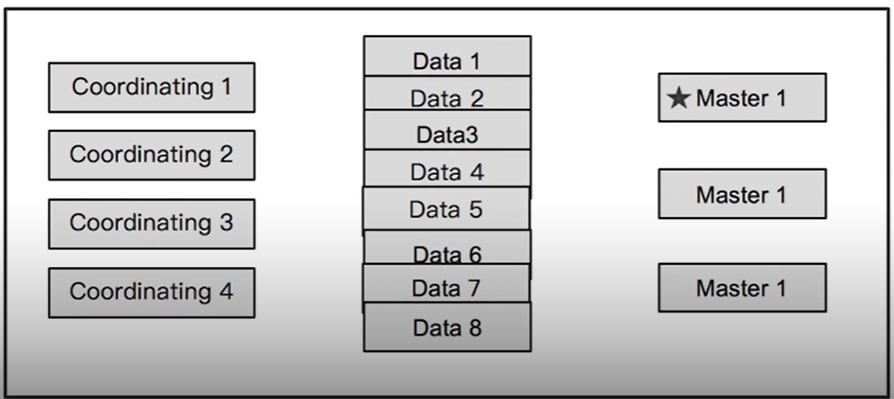 Coordinating 1
Coordinating 2
Coordinating 3
Coordinating 4
Data 1
Data 2
Data3
Data 4
Data 5
Data 6
Data 7
Data 8
★ Master 1
Master 1
Master 1